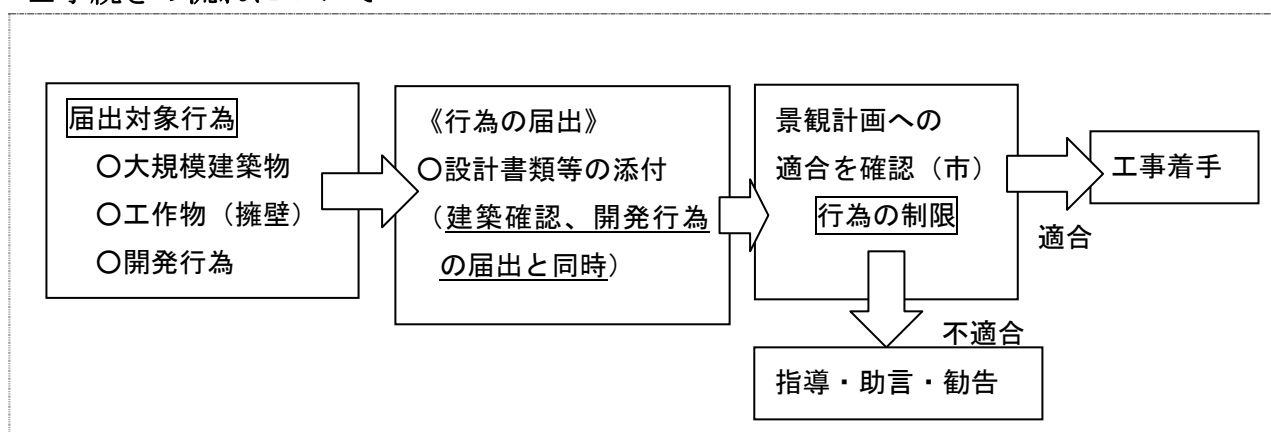 届出対象行為
〇大規模建築物
〇工作物（擁壁）
〇開発行為
《行為の届出》
〇設計書類等の添付
（建築確認、開発行為
の届出と同時）
景観計画への
適合を確認（市）
行為の制限
工事着手
適合
不適合
指導・助言・勧告